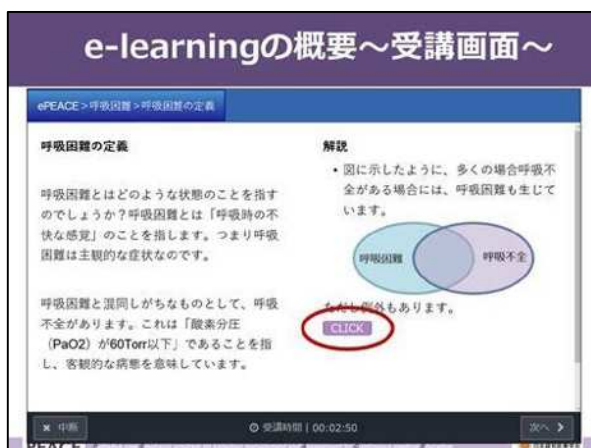 e-learningの概要～受講画面～
ePEACE>呼吸困難>呼吸困難の定義
呼吸困難の定義
呼吸困難とはどのような状態のことを指す
のでしょうか？呼吸困難とは「呼吸時の不
快な感覚」のことを指します。つまり呼吸
困難は主観的な症状なのです。
呼吸困難と混同しがちなものとして、呼吸
不全があります。これは「酸素分圧
（PaO2）が60Torr以下」であることを指
し、客観的な病態を意味しています。
解説
• 図に示したように、多くの場合呼吸不
全がある場合には、呼吸困難も生じて
います。
呼吸困難
呼吸不全
ただし例外もあります。
CLICK
× 中断
受講時間 | 00:02:50
次へ >
PEACE